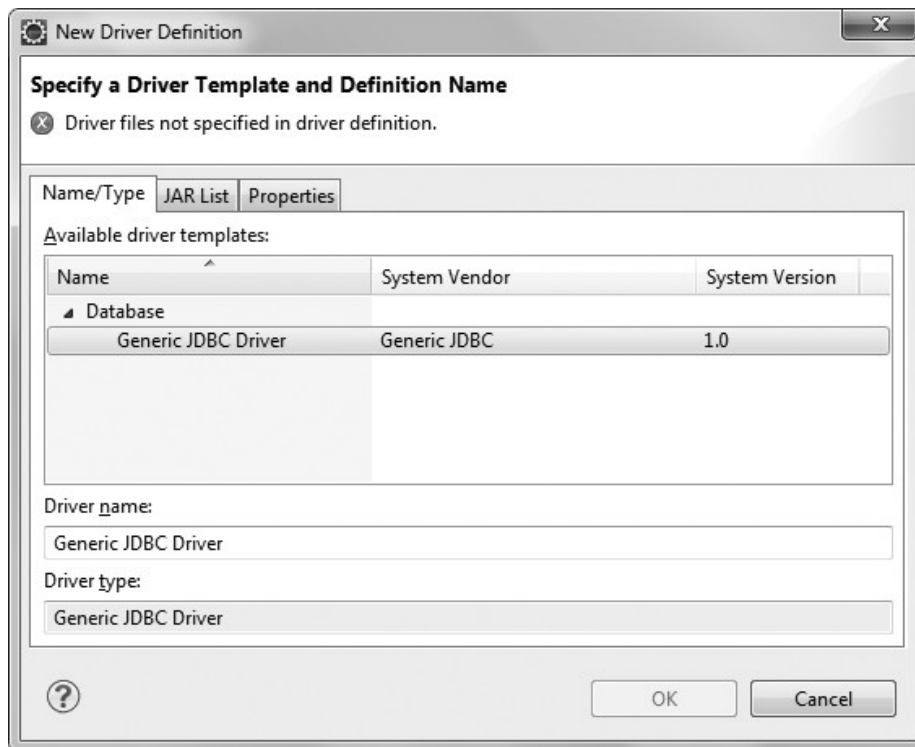 New Driver Definition
Specify a Driver Template and Definition Name
Driver files not specified in driver definition.
Name/Type JAR List Properties
Available driver templates:
Name System Vendor System Version
Database
Generic JDBC Driver Generic JDBC 1.0
Driver name:
Generic JDBC Driver
Driver type:
Generic JDBC Driver
OK Cancel